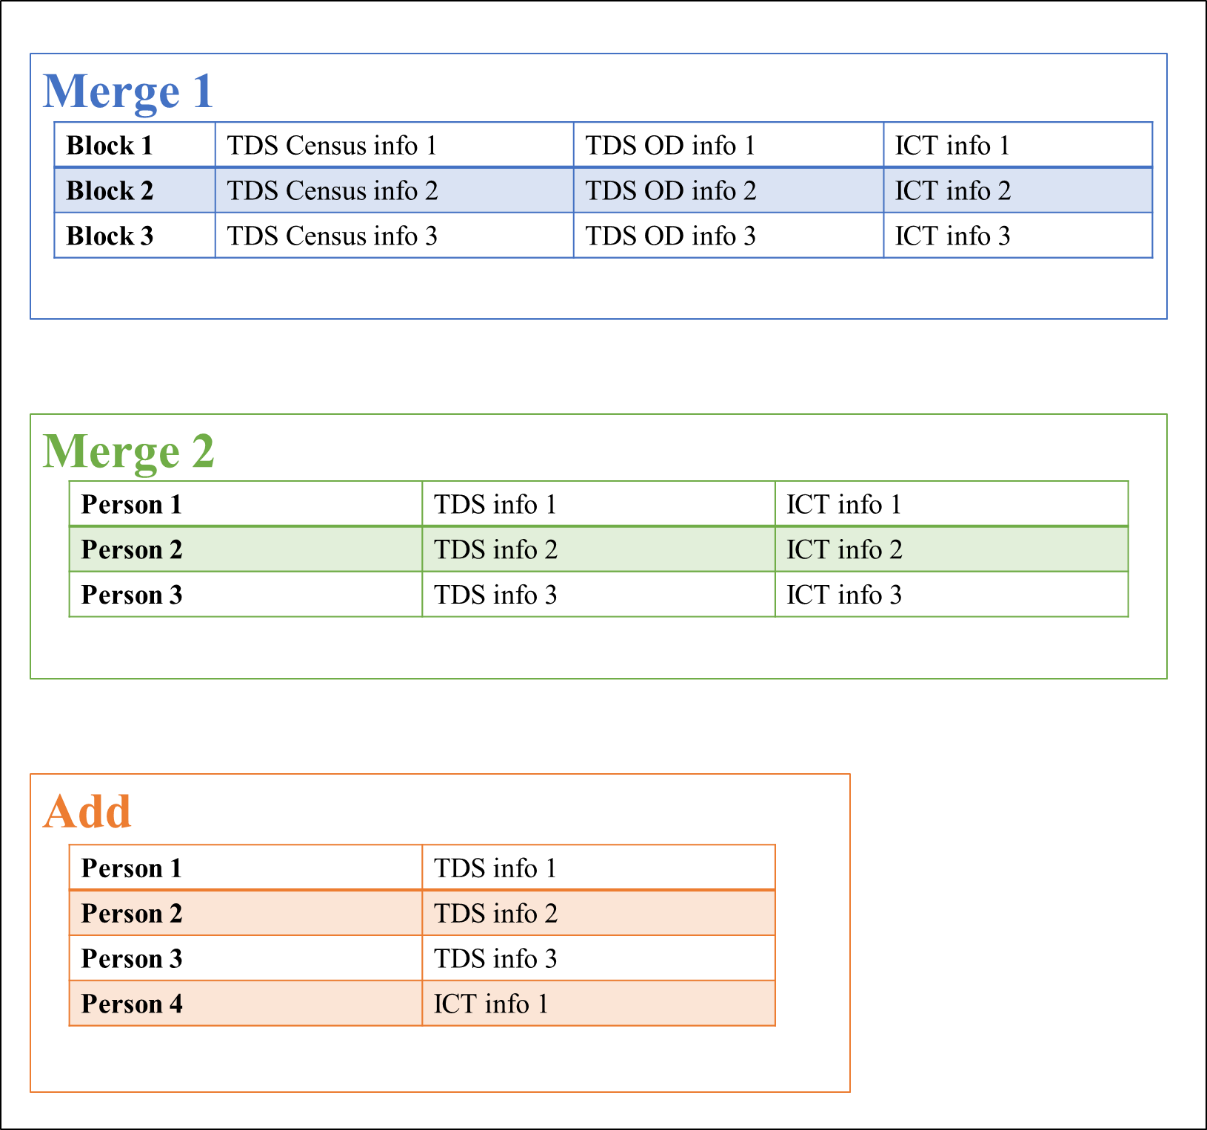 Merge 1
Block 1 TDS Census info 1 TDS OD info 1 ICT info 1
Block 2 TDS Census info 2 TDS OD info 2 ICT info 2
Block 3 TDS Census info 3 TDS OD info 3 ICT info 3
Merge 2
Person 1 TDS info 1 ICT info 1
Person 2 TDS info 2 ICT info 2
Person 3 TDS info 3 ICT info 3
Add
Person 1 TDS info 1
Person 2 TDS info 2
Person 3 TDS info 3
Person 4 ICT info 1